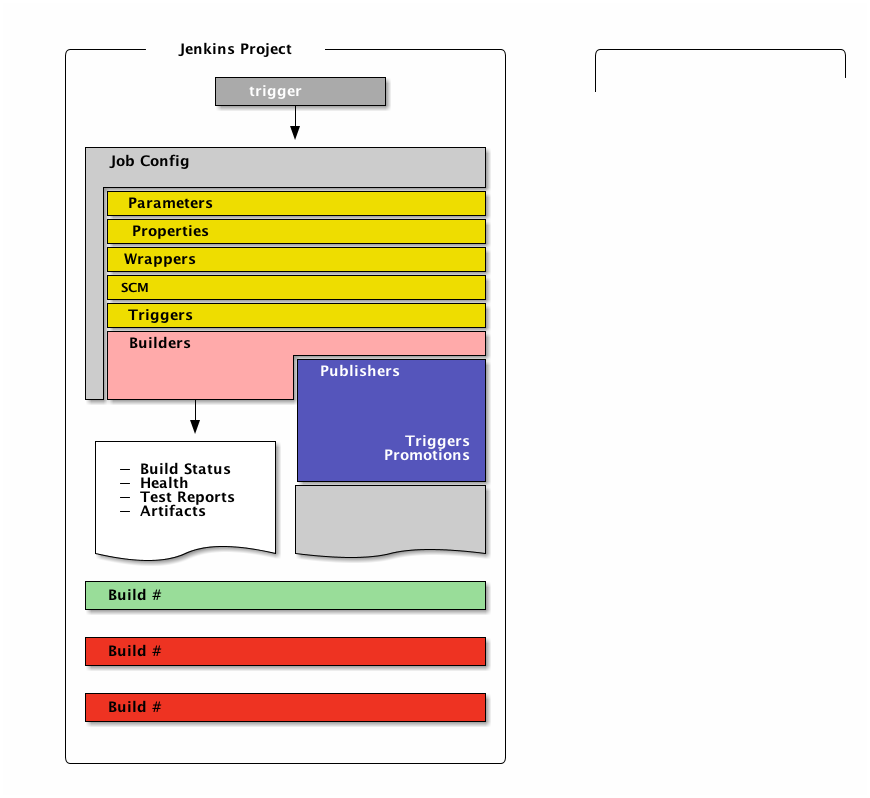 Jenkins Project
trigger
Job Config
Parameters
Properties
Wrappers
SCM
Triggers
Builders
Publishers
Triggers
Promotions
— Build Status
— Health
— Test Reports
— Artifacts
Build #
Build #
Build #